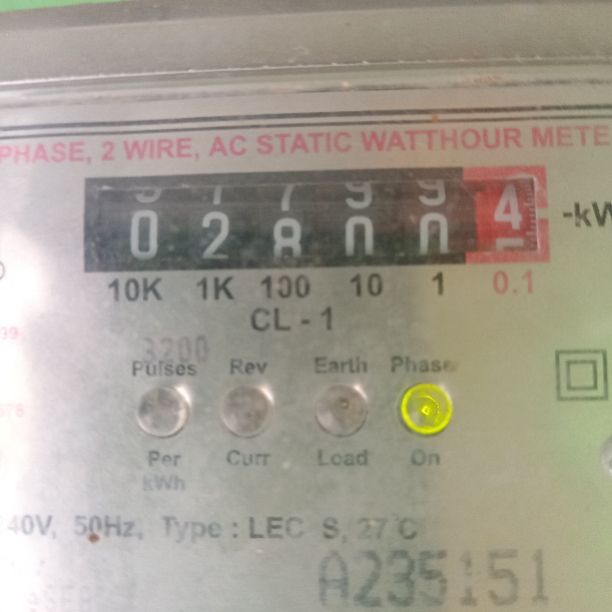 PHASE, 2 WIRE, AC STATIC WATTHOUR METE
0 2 8 0 0 4 -kW
10K 1K 100 10 1 0.1
CL - 1
3200
Pulses Rev Earth Phase
Per Curr Load On
kWh
40V, 50Hz, Type : LEC S, 27°C
A235151